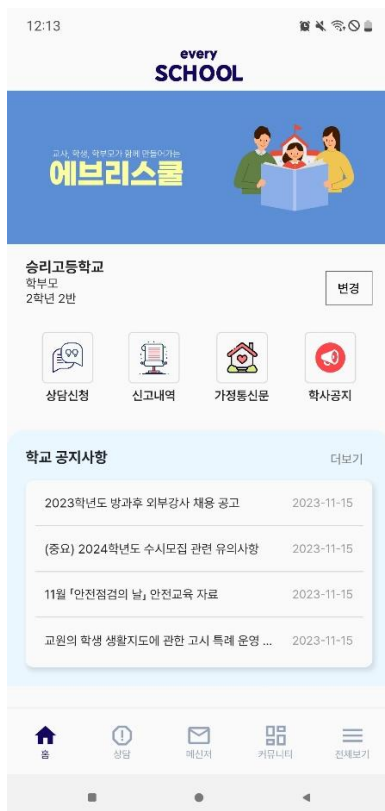 12:13
every
SCHOOL
교사, 학생, 학부모가 함께 만들어가는
에브리스쿨
승리고등학교
학부모
2학년 2반
변경
상담신청 신고내역 가정통신문 학사공지
학교 공지사항 더보기
2023학년도 방과후 외부강사 채용 공고 2023-11-15
(중요) 2024학년도 수시모집 관련 유의사항 2023-11-15
11월 「안전점검의 날」 안전교육 자료 2023-11-15
교원의 학생 생활지도에 관한 고시 특례 운영 ... 2023-11-15
홈 상담 메신저 커뮤니티 전체보기